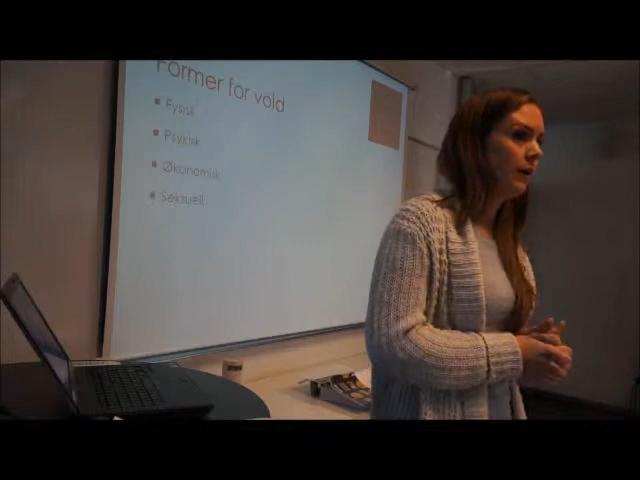 Former for vold
Fysisk
Psykisk
Økonomisk
Seksuell